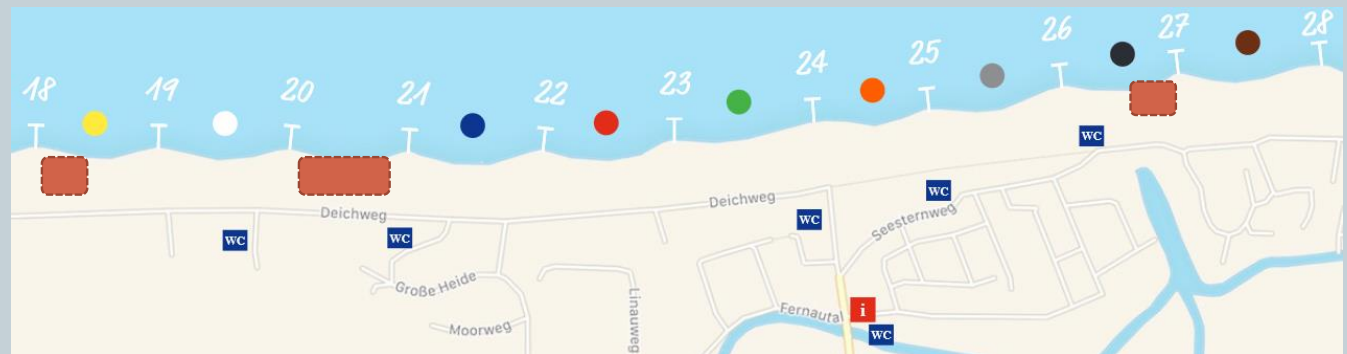 18
19
20
21
22
23
24
25
26
27
28
WC
WC
Deichweg
Deichweg
WC
Seesternweg
WC
WC
Große Heide
Fernautal
i
Linauweg
Moorweg
WC